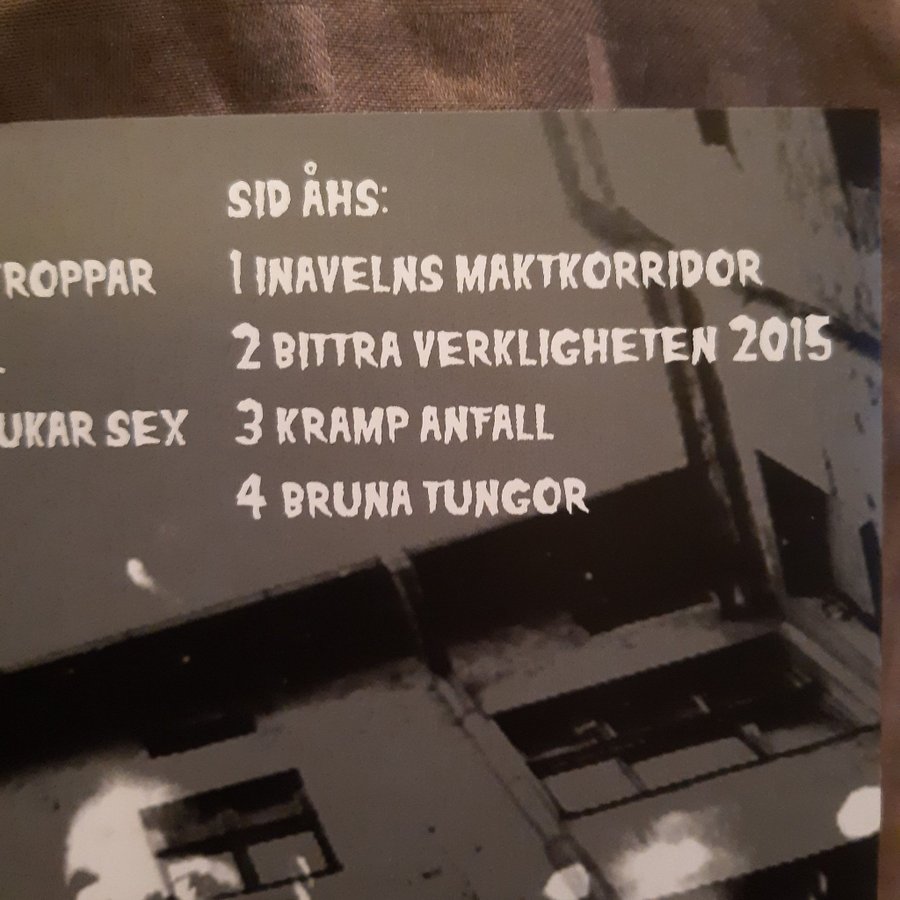 SID ÅHS:
1 INAVELNS MAKTKORRIDOR
2 BITTRA VERKLIGHETEN 2015
3 KRAMP ANFALL
4 BRUNA TUNGOR
ROPPAR
UKAR SEX